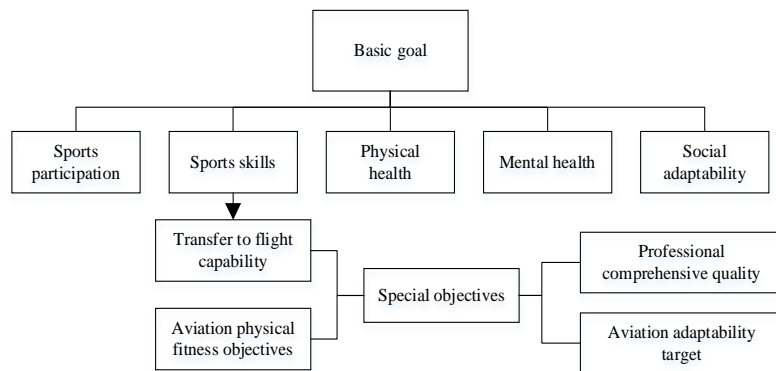 Basic goal
Sports
participation
Sports skills
Physical
health
Mental health
Social
adaptability
Transfer to flight
capability
Professional
comprehensive quality
Special objectives
Aviation physical
fitness objectives
Aviation adaptability
target